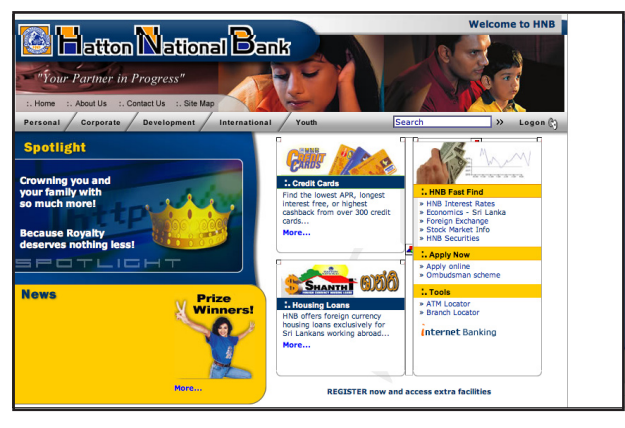 Welcome to HNB
Hatton National Bank
"Your Partner in Progress"
:. Home :. About Us :. Contact Us :. Site Map
Personal Corporate Development International Youth
Search >> Logon
Spotlight
Crowning you and
your family with
so much more!
http
Because Royalty
deserves nothing less!
SPOTLIGHT
News
Prize
Winners!
More...
HNB
CREDIT
CARDS
:. Credit Cards
Find the lowest APR, longest
interest free, or highest
cashback from over 300 credit
cards...
More...
SHANTHI ශාන්ති
:. Housing Loans
HNB offers foreign currency
housing loans exclusively for
Sri Lankans working abroad...
More...
:. HNB Fast Find
» HNB Interest Rates
» Economics - Sri Lanka
» Foreign Exchange
» Stock Market Info
» HNB Securities
:. Apply Now
» Apply online
» Ombudsman scheme
:. Tools
» ATM Locator
» Branch Locator
internet Banking
REGISTER now and access extra facilities